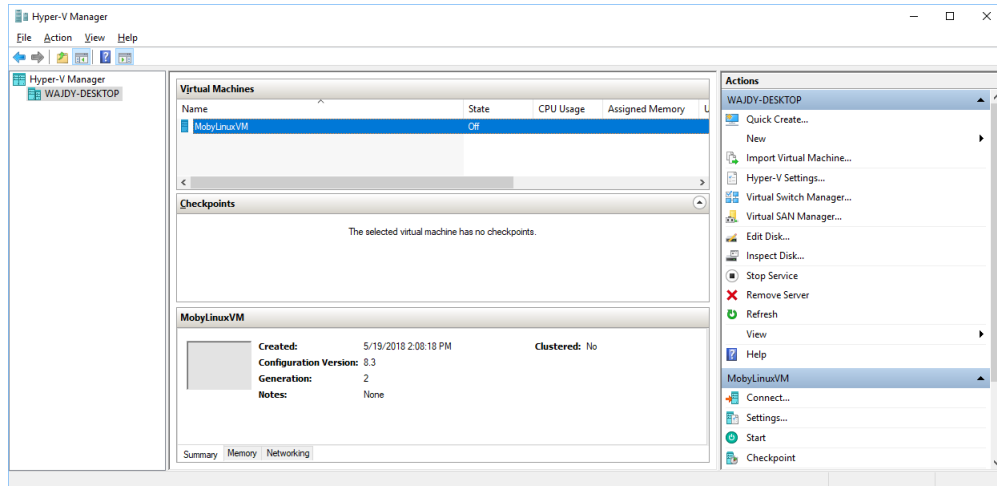 Hyper-V Manager
File Action View Help
Hyper-V Manager
WAJDY-DESKTOP
Virtual Machines
Name State CPU Usage Assigned Memory U
MobyLinuxVM Off
Checkpoints
The selected virtual machine has no checkpoints.
MobyLinuxVM
Created: 5/19/2018 2:08:18 PM Clustered: No
Configuration Version: 8.3
Generation: 2
Notes: None
Summary Memory Networking
Actions
WAJDY-DESKTOP
Quick Create...
New
Import Virtual Machine...
Hyper-V Settings...
Virtual Switch Manager...
Virtual SAN Manager...
Edit Disk...
Inspect Disk...
Stop Service
Remove Server
Refresh
View
Help
MobyLinuxVM
Connect...
Settings...
Start
Checkpoint